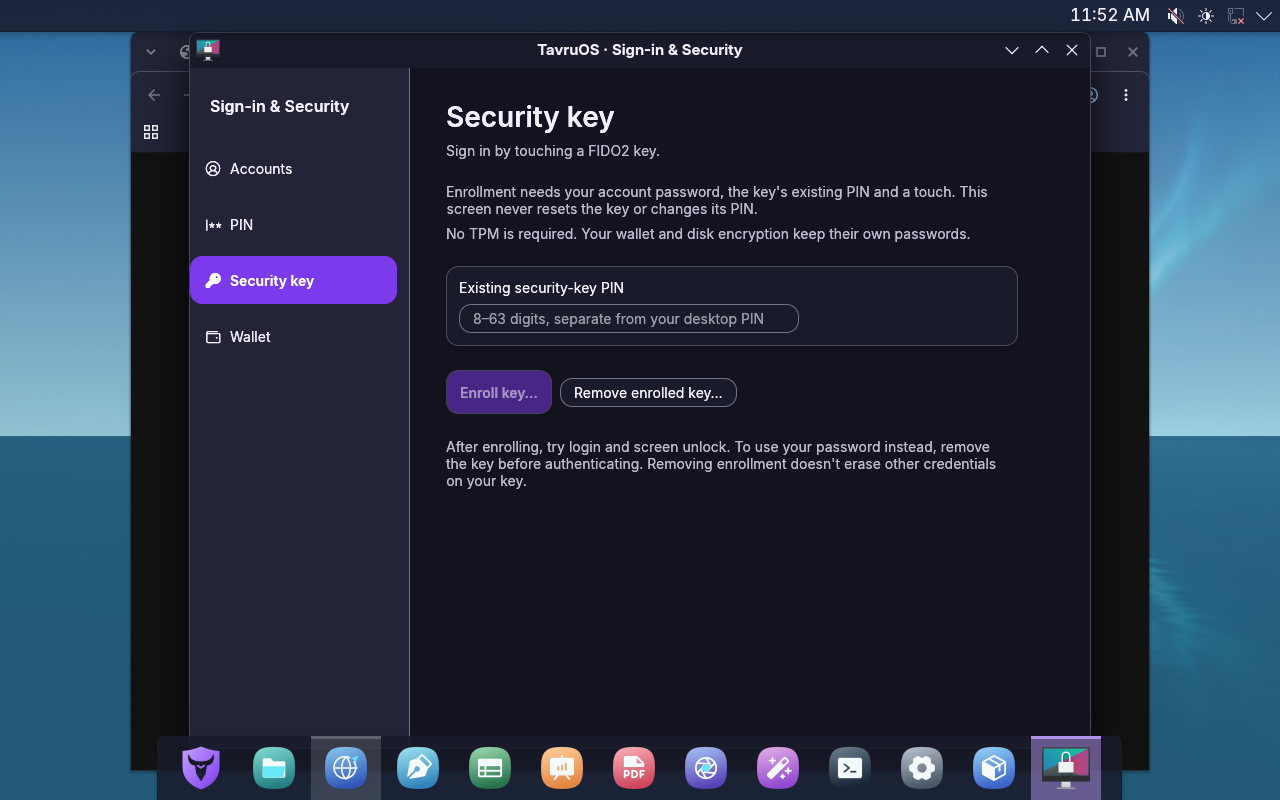 11:52 AM
TavruOS · Sign-in & Security
Sign-in & Security
Accounts
PIN
Security key
Wallet
Security key
Sign in by touching a FIDO2 key.
Enrollment needs your account password, the key's existing PIN and a touch. This
screen never resets the key or changes its PIN.
No TPM is required. Your wallet and disk encryption keep their own passwords.
Existing security-key PIN
8–63 digits, separate from your desktop PIN
Enroll key...
Remove enrolled key...
After enrolling, try login and screen unlock. To use your password instead, remove
the key before authenticating. Removing enrollment doesn't erase other credentials
on your key.
PDF